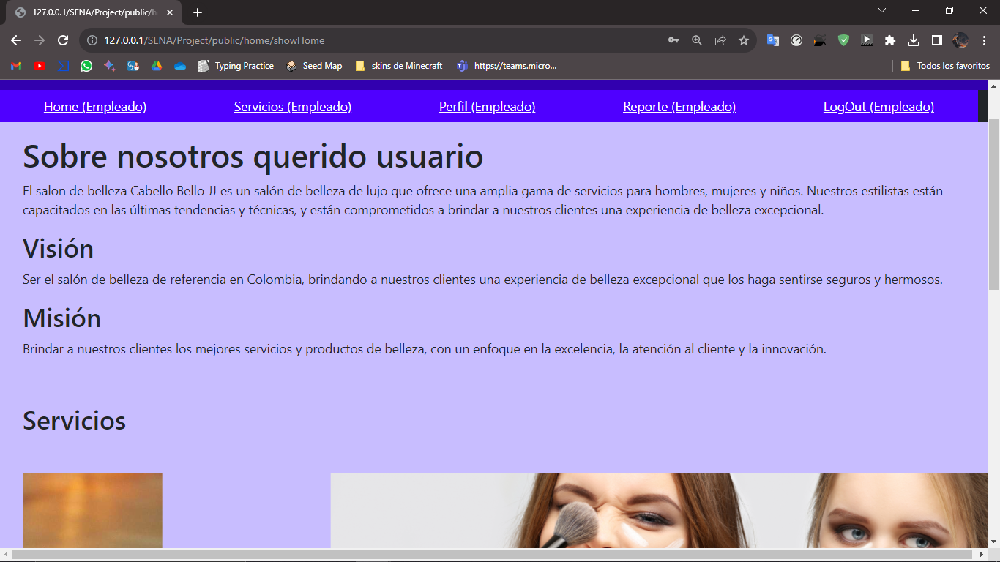 127.0.0.1/SENA/Project/public/h
127.0.0.1/SENA/Project/public/home/showHome
Typing Practice
Seed Map
skins de Minecraft
https://teams.micro...
Todos los favoritos
Home (Empleado)
Servicios (Empleado)
Perfil (Empleado)
Reporte (Empleado)
LogOut (Empleado)
Sobre nosotros querido usuario
El salon de belleza Cabello Bello JJ es un salón de belleza de lujo que ofrece una amplia gama de servicios para hombres, mujeres y niños. Nuestros estilistas están
capacitados en las últimas tendencias y técnicas, y están comprometidos a brindar a nuestros clientes una experiencia de belleza excepcional.
Visión
Ser el salón de belleza de referencia en Colombia, brindando a nuestros clientes una experiencia de belleza excepcional que los haga sentirse seguros y hermosos.
Misión
Brindar a nuestros clientes los mejores servicios y productos de belleza, con un enfoque en la excelencia, la atención al cliente y la innovación.
Servicios